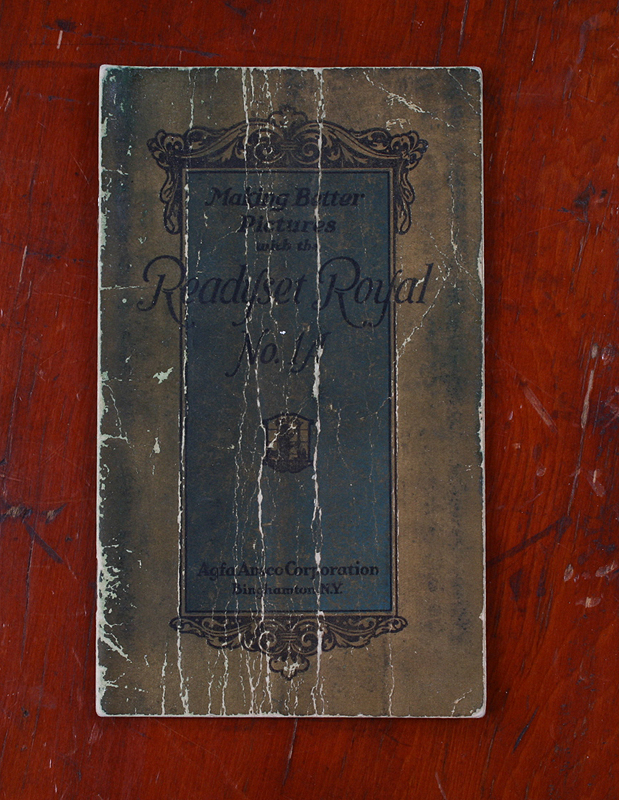 Making Better
Pictures
with the
Readyset Royal
No. 1A
Agfa Ansco Corporation
Binghamton N.Y.